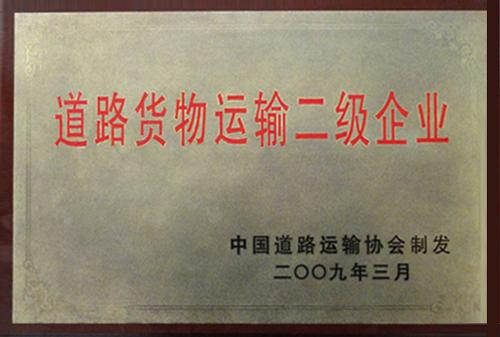 道路货物运输二级企业
中国道路运输协会制发
二〇〇九年三月